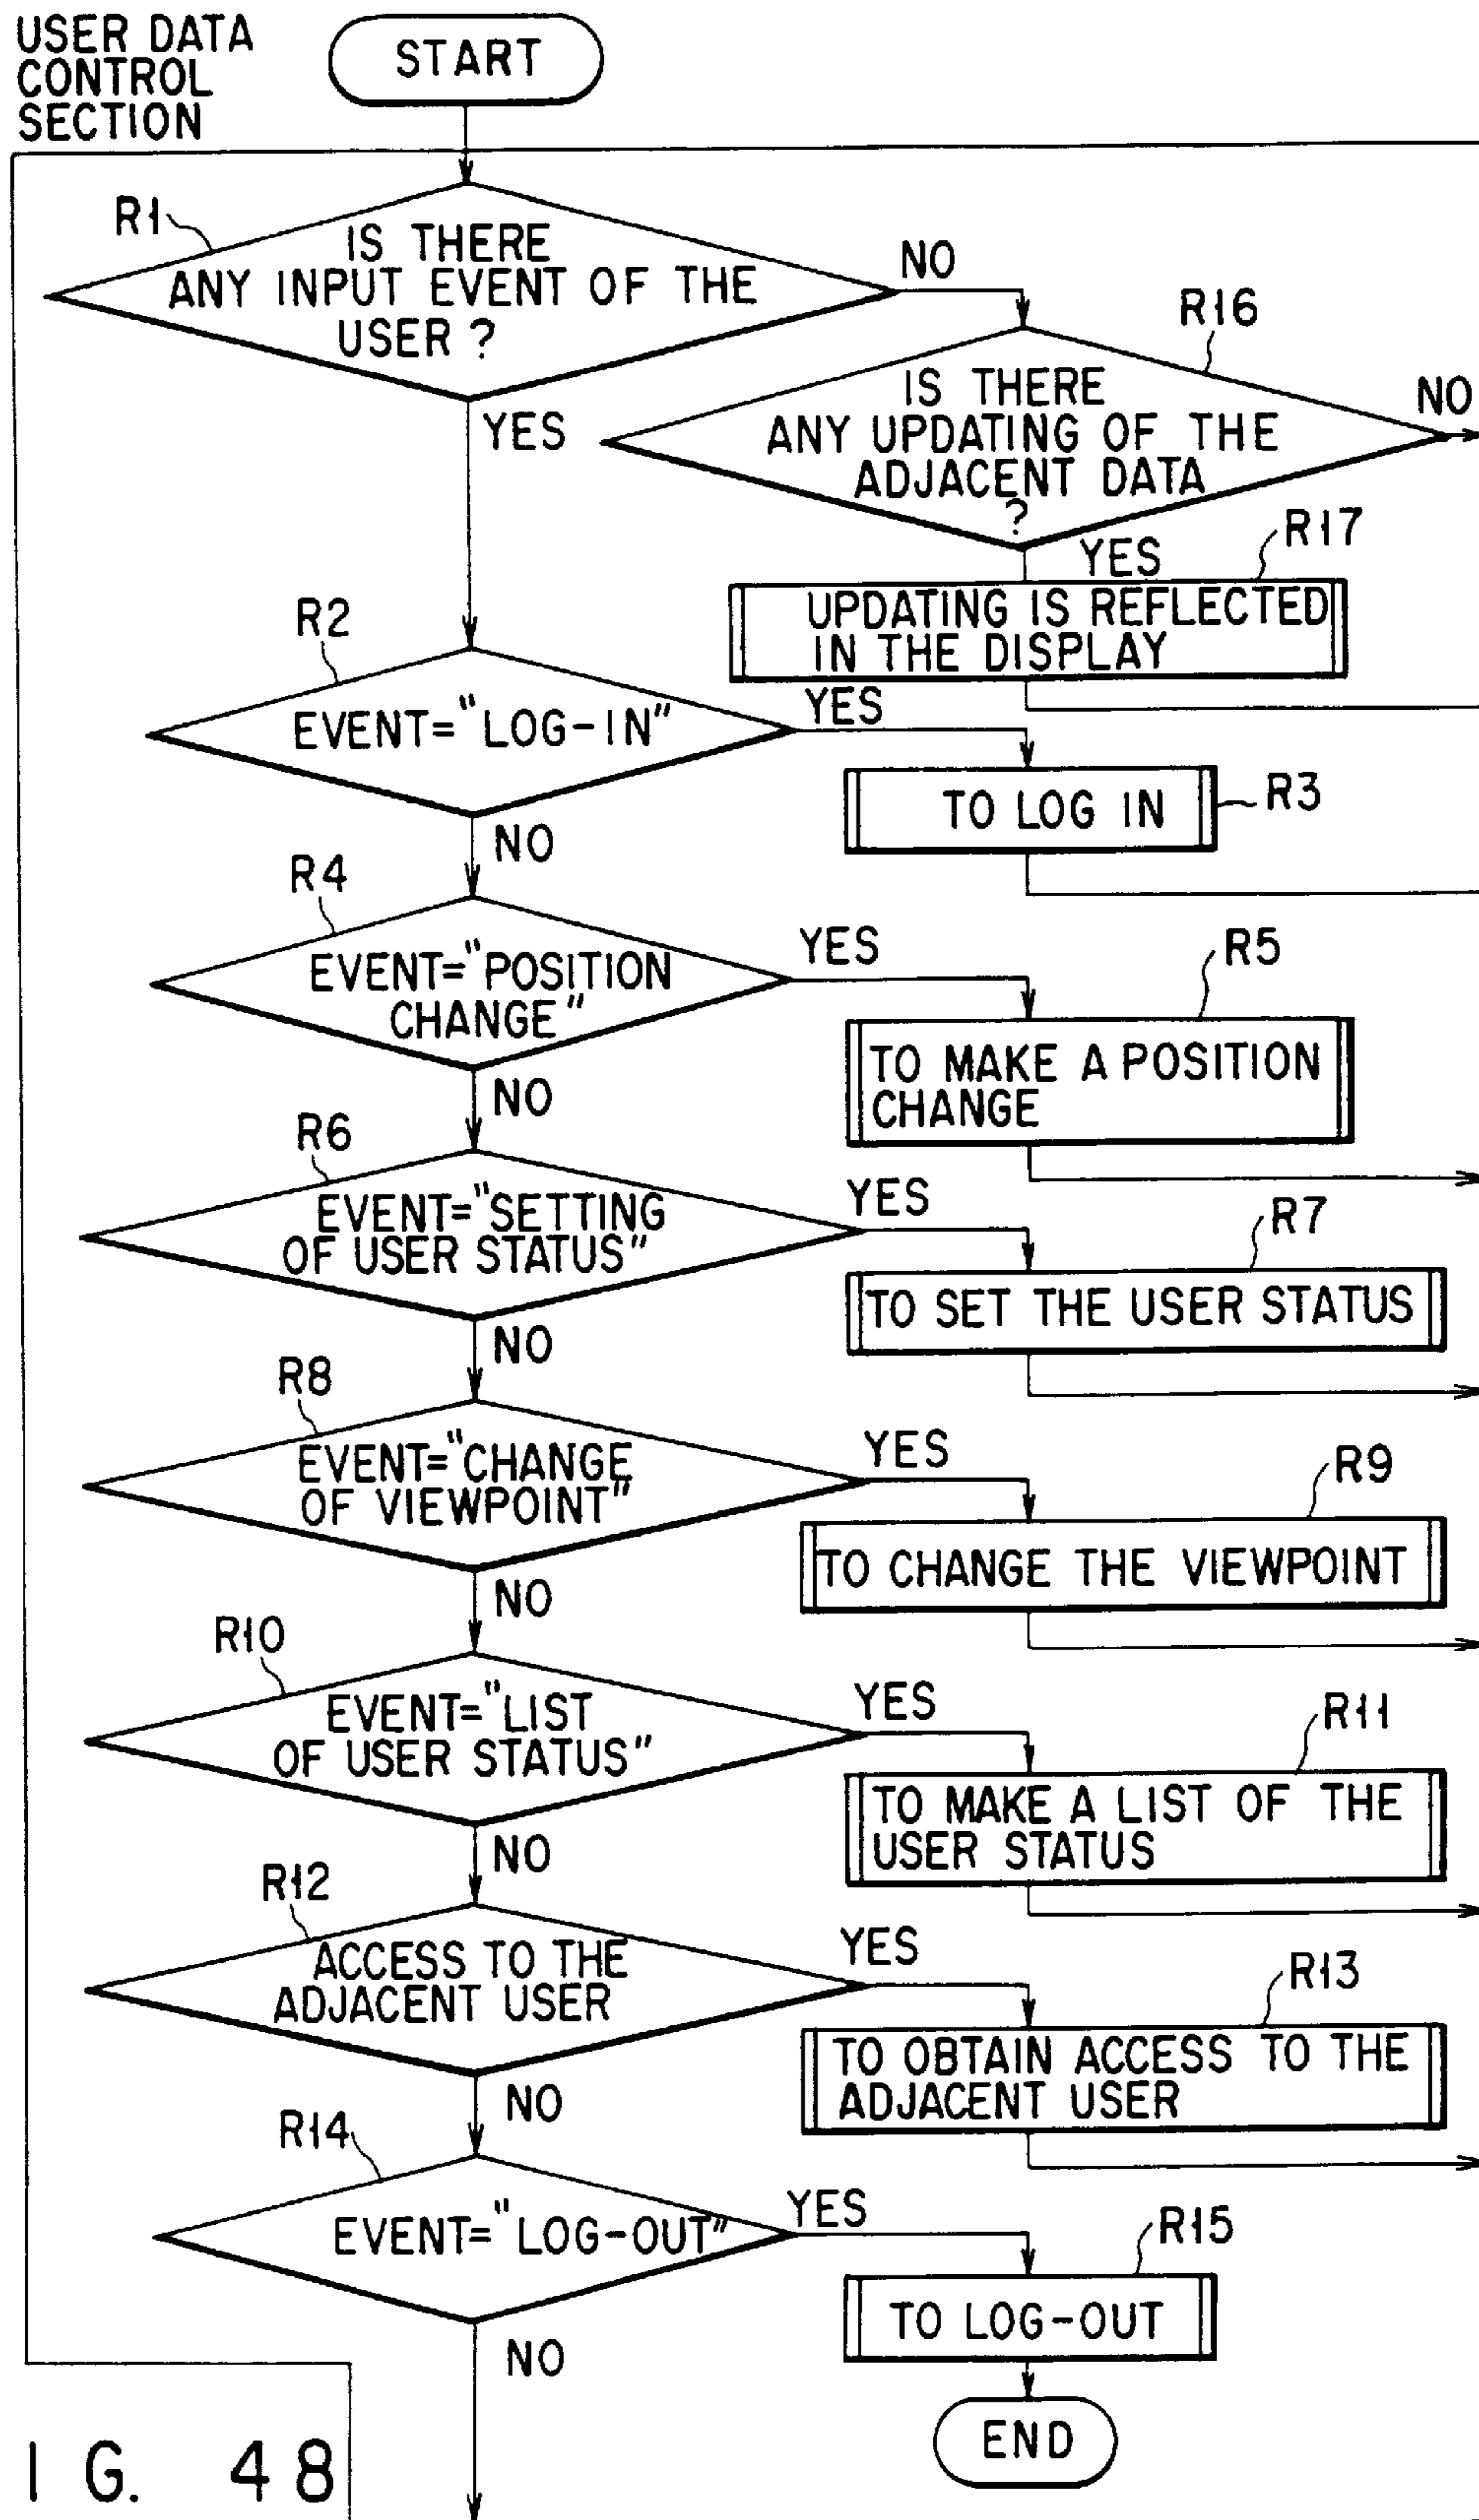 USER DATA
CONTROL
SECTION
START
R1
IS THERE
ANY INPUT EVENT OF THE
USER ?
NO
YES
R16
IS THERE
ANY UPDATING OF THE
ADJACENT DATA
?
NO
YES
R17
UPDATING IS REFLECTED
IN THE DISPLAY
R2
EVENT="LOG-IN"
YES
NO
TO LOG IN
R3
R4
EVENT="POSITION
CHANGE"
YES
NO
R5
TO MAKE A POSITION
CHANGE
R6
EVENT="SETTING
OF USER STATUS"
YES
NO
R7
TO SET THE USER STATUS
R8
EVENT="CHANGE
OF VIEWPOINT"
YES
NO
R9
TO CHANGE THE VIEWPOINT
R10
EVENT="LIST
OF USER STATUS"
YES
NO
R11
TO MAKE A LIST OF THE
USER STATUS
R12
ACCESS TO THE
ADJACENT USER
YES
NO
R13
TO OBTAIN ACCESS TO THE
ADJACENT USER
R14
EVENT="LOG-OUT"
YES
NO
R15
TO LOG-OUT
END
I G. 48